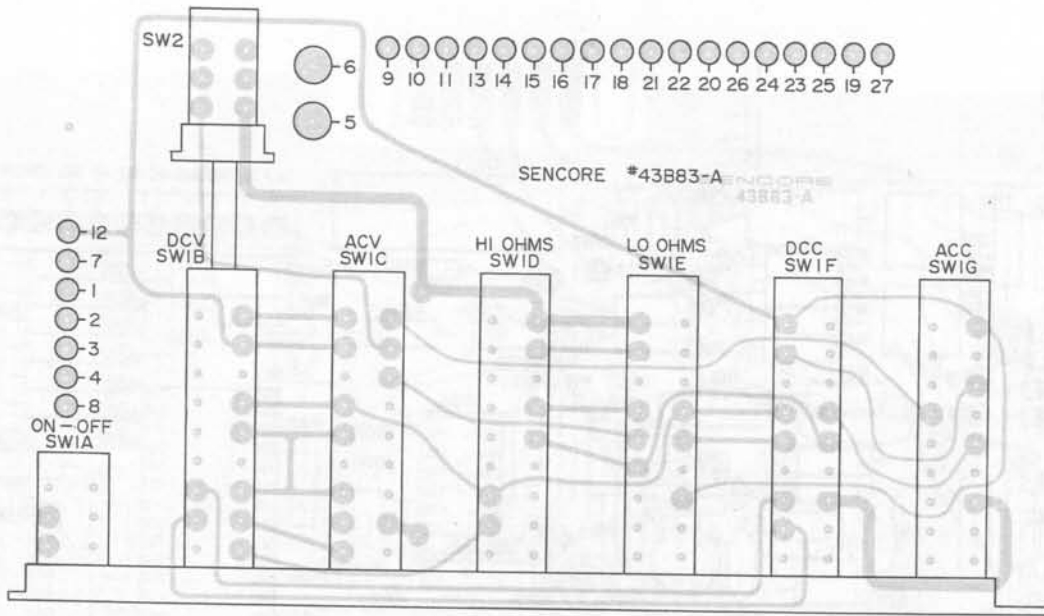 SW2
6
5
9 10 11 13 14 15 16 17 18 21 22 20 26 24 23 25 19 27
SENCORE #43B83-A
SENCORE
43B83-A
12
7
1
2
3
4
8
ON-OFF
SW1A
DCV
SW1B
ACV
SW1C
HI OHMS
SW1D
LO OHMS
SW1E
DCC
SW1F
ACC
SW1G